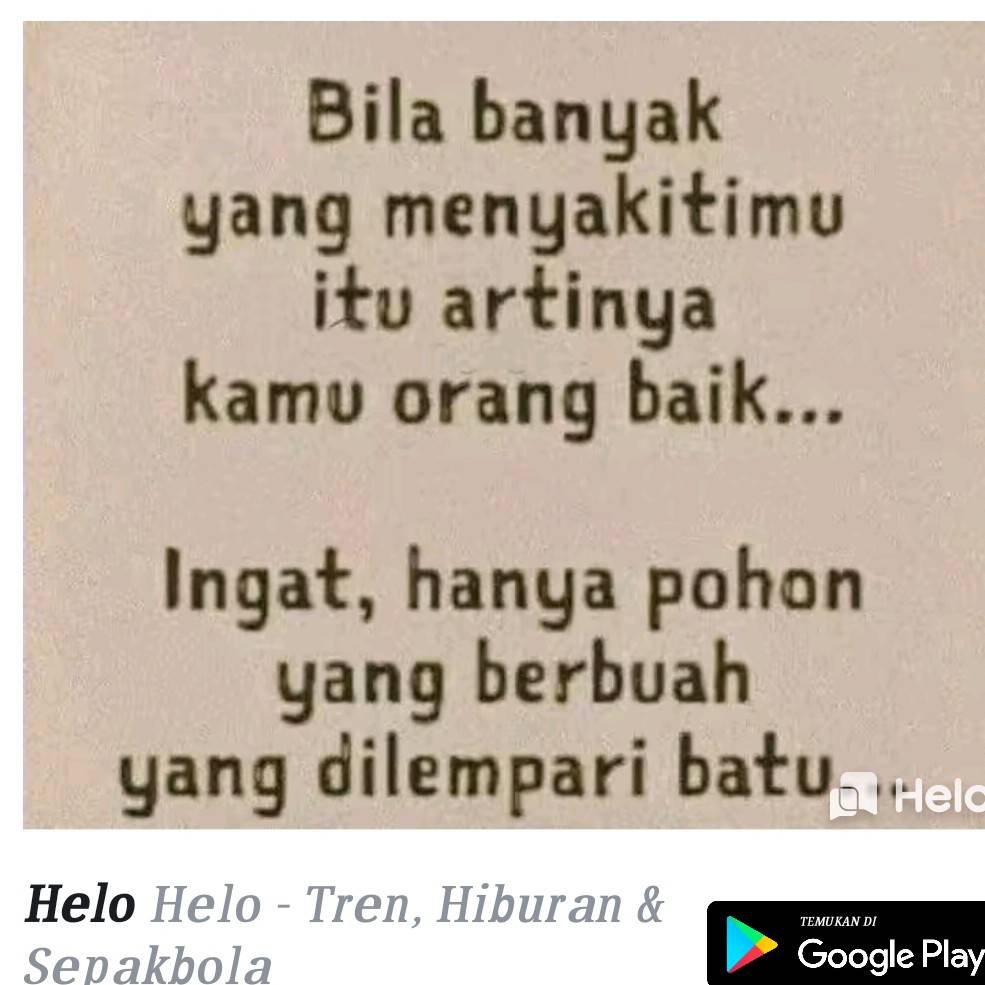 Bila banyak
yang menyakitimu
itu artinya
kamu orang baik...
Ingat, hanya pohon
yang berbuah
yang dilempari batu...
Helo
Helo Helo - Tren, Hiburan &
Sepakbola
TEMUKAN DI
Google Play